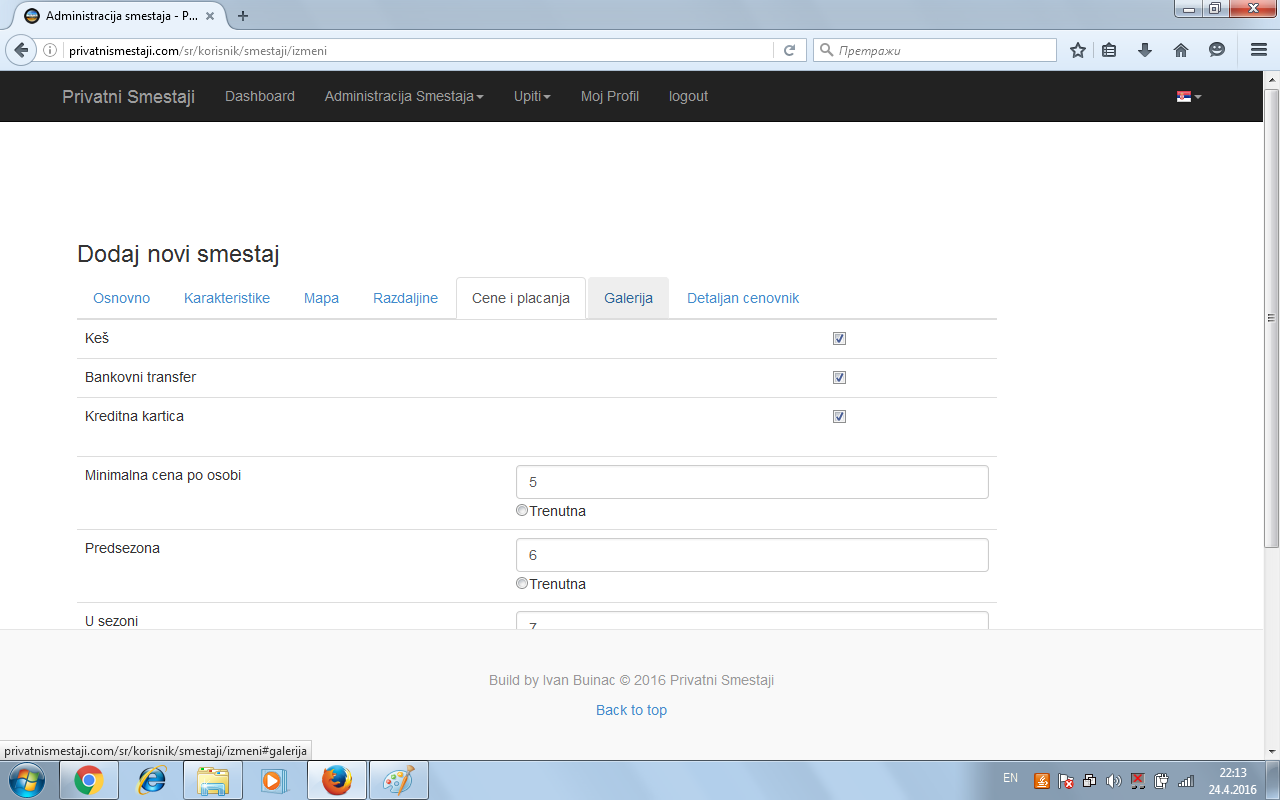 Administracija smestaja - P...
privatnismestaji.com/sr/korisnik/smestaji/izmeni
Претражи
Privatni Smestaji Dashboard Administracija Smestaja Upiti Moj Profil logout
Dodaj novi smestaj
Osnovno Karakteristike Mapa Razdaljine Cene i placanja Galerija Detaljan cenovnik
Keš
Bankovni transfer
Kreditna kartica
Minimalna cena po osobi 5
Trenutna
Predsezona 6
Trenutna
U sezoni 7
Build by Ivan Buinac © 2016 Privatni Smestaji
Back to top
privatnismestaji.com/sr/korisnik/smestaji/izmeni#galerija
EN 22:13
24.4.2016